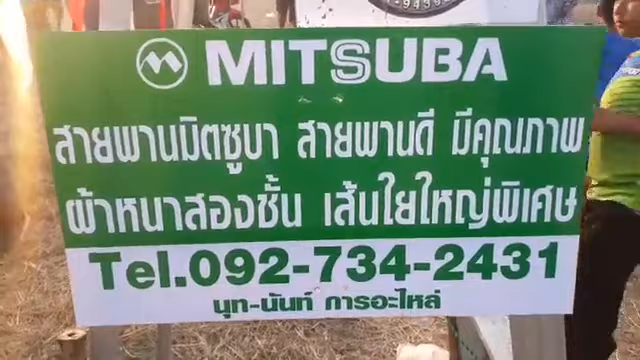 9439
MITSUBA
สายพานมิตซูบา สายพานดี มีคุณภาพ
ผ้าหนาสองชั้น เส้นใยใหญ่พิเศษ
Tel.092-734-2431
นุท-นันท์ การอะไหล่